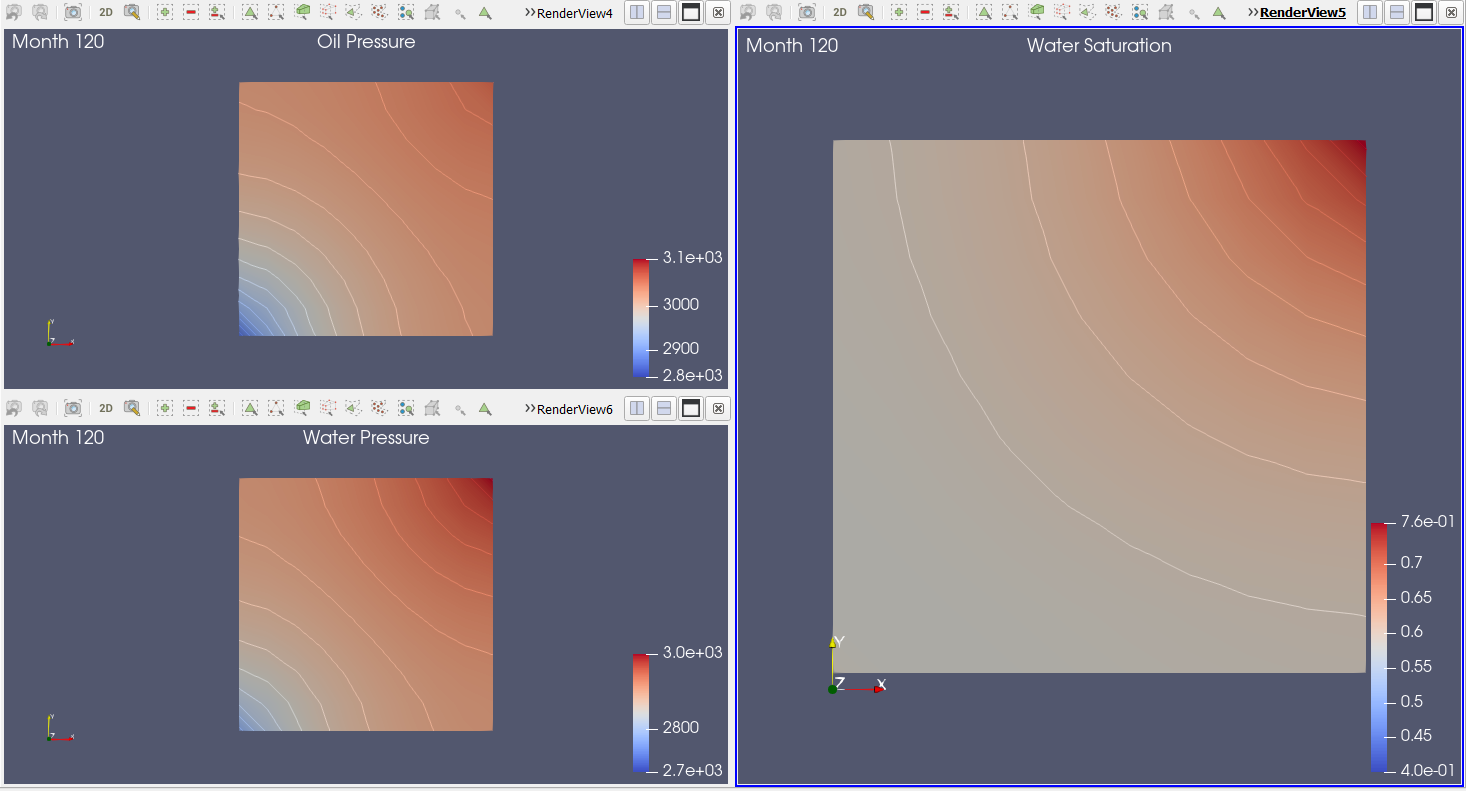 2D
RenderView4
Month 120
Oil Pressure
3.1e+03
3000
2900
2.8e+03
Y
Z
X
2D
RenderView6
Month 120
Water Pressure
3.0e+03
2800
2.7e+03
Y
Z
X
2D
RenderView5
Month 120
Water Saturation
7.6e-01
0.7
0.65
0.6
0.55
0.5
0.45
4.0e-01
Y
Z
X